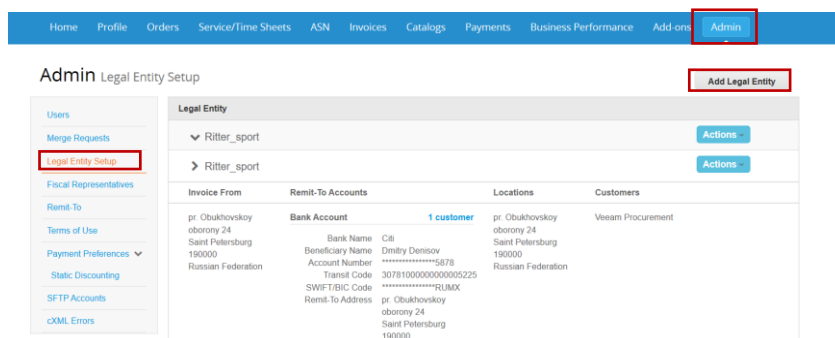 Home Profile Orders Service/Time Sheets ASN Invoices Catalogs Payments Business Performance Add-ons Admin
Admin Legal Entity Setup
Add Legal Entity
Users
Merge Requests
Legal Entity Setup
Fiscal Representatives
Remit-To
Terms of Use
Payment Preferences
Static Discounting
SFTP Accounts
cXML Errors
Legal Entity
Ritter_sport Actions
Ritter_sport Actions
Invoice From Remit-To Accounts Locations Customers
pr. Obukhovskoy
oborony 24
Saint Petersburg
190000
Russian Federation
Bank Account 1 customer
Bank Name Citi
Beneficiary Name Dmitry Denisov
Account Number ****************5878
Transit Code 30781000000000005225
SWIFT/BIC Code ****************RUMX
Remit-To Address pr. Obukhovskoy
oborony 24
Saint Petersburg
190000
pr. Obukhovskoy
oborony 24
Saint Petersburg
190000
Russian Federation
Veeam Procurement